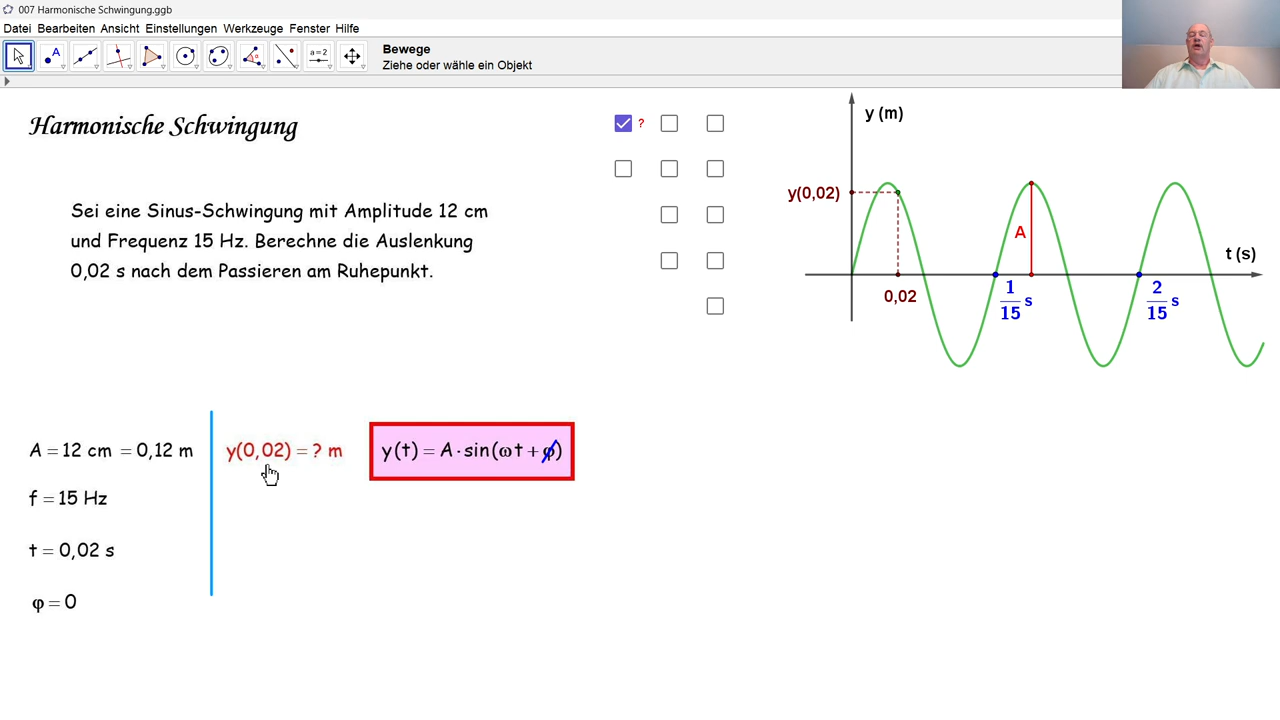 007 Harmonische Schwingung.ggb
Datei Bearbeiten Ansicht Einstellungen Werkzeuge Fenster Hilfe
A
a=2
Bewege
Ziehe oder wähle ein Objekt
Harmonische Schwingung
?
Sei eine Sinus-Schwingung mit Amplitude 12 cm
und Frequenz 15 Hz. Berechne die Auslenkung
0,02 s nach dem Passieren am Ruhepunkt.
y (m)
y(0,02)
A
t (s)
0,02
1/15 s
2/15 s
A = 12 cm = 0,12 m
f = 15 Hz
t = 0,02 s
φ = 0
y(0,02) = ? m
y(t) = A · sin(ωt + φ)